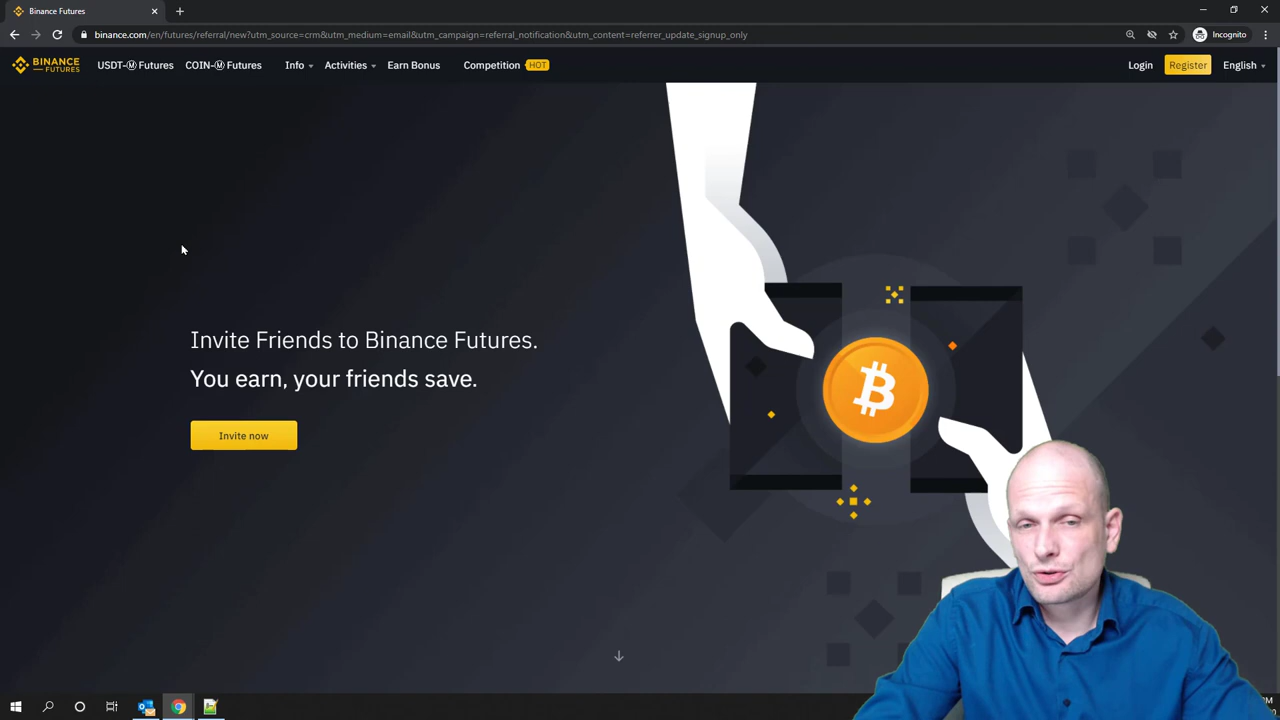 Binance Futures
binance.com/en/futures/referral/new?utm_source=crm&utm_medium=email&utm_campaign=referral_notification&utm_content=referrer_update_signup_only
Incognito
BINANCE
FUTURES
USDT-Ⓜ Futures
COIN-Ⓜ Futures
Info
Activities
Earn Bonus
Competition
HOT
Login
Register
English
Invite Friends to Binance Futures.
You earn, your friends save.
Invite now